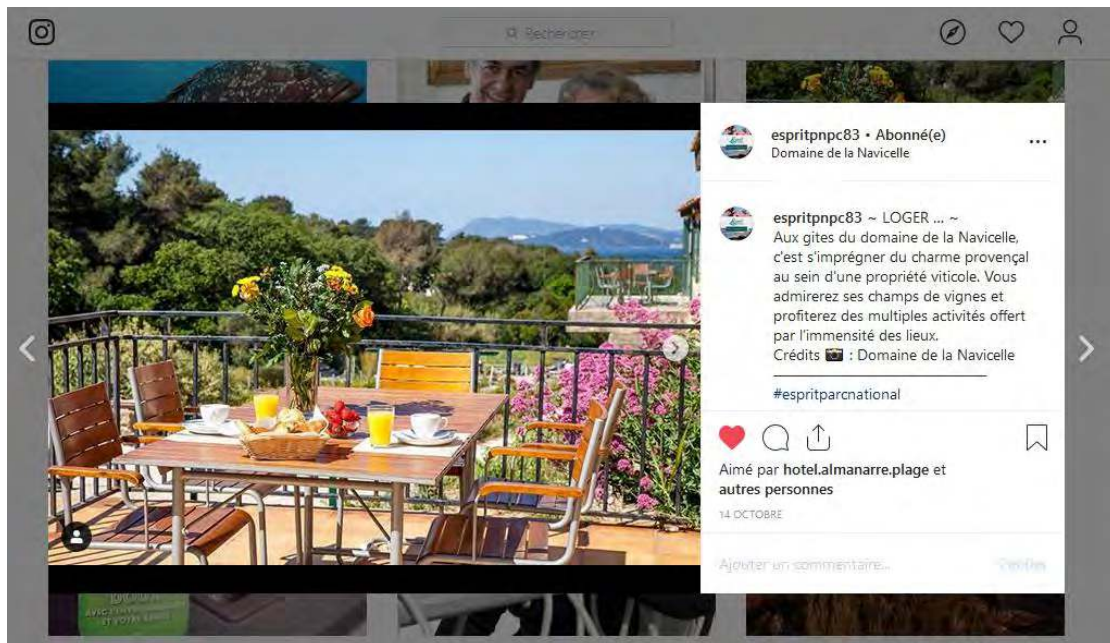 Rechercher
espritpnpc83 • Abonné(e)
Domaine de la Navicelle
espritpnpc83 ~ LOGER ... ~
Aux gites du domaine de la Navicelle,
c'est s'imprégner du charme provençal
au sein d'une propriété viticole. Vous
admirerez ses champs de vignes et
profiterez des multiples activités offert
par l'immensité des lieux.
Crédits 📸 : Domaine de la Navicelle
#espritparcnational
Aimé par hotel.almanarre.plage et
autres personnes
14 OCTOBRE
Ajouter un commentaire...